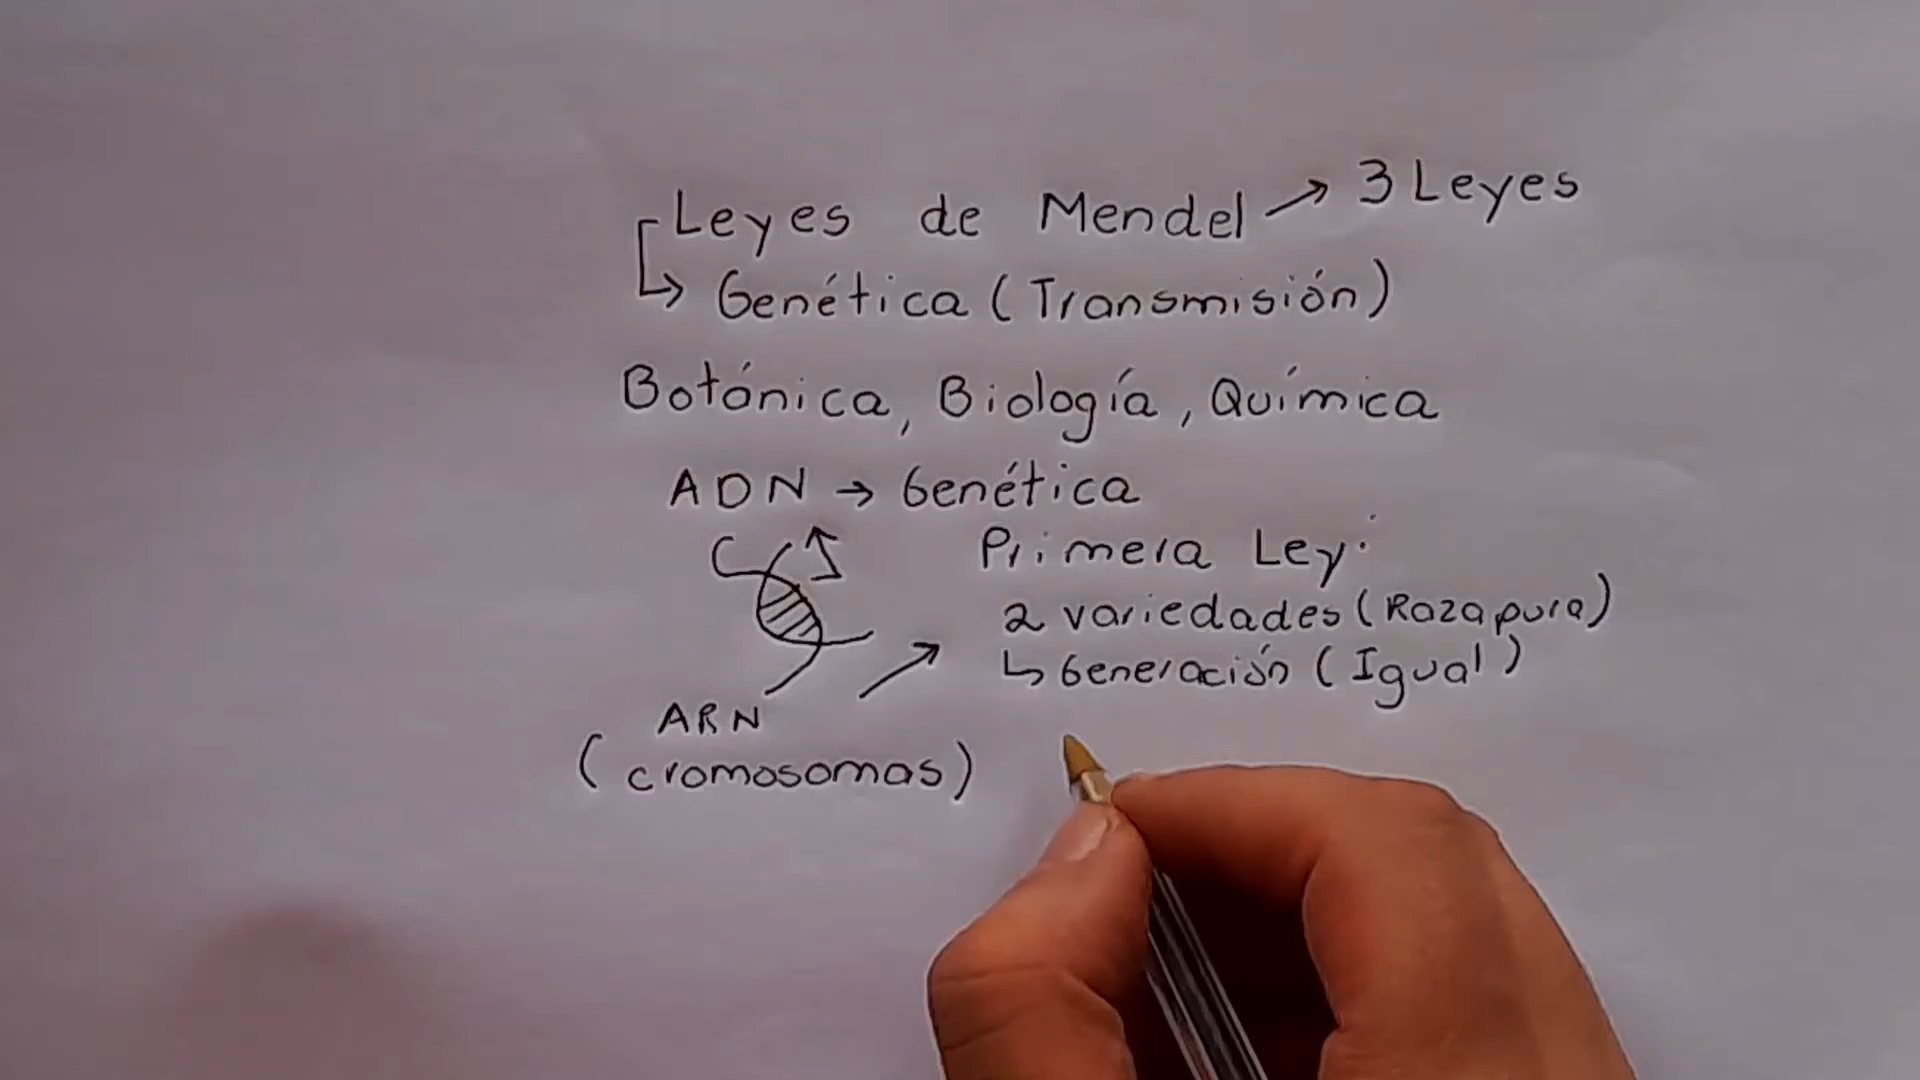 Leyes de Mendel → 3 Leyes
↳ Genética (Transmisión)
Botánica, Biología, Química
ADN → Genética
Primera Ley:
2 variedades (Raza pura)
↳ Generación (Igual)
ARN
(cromosomas)